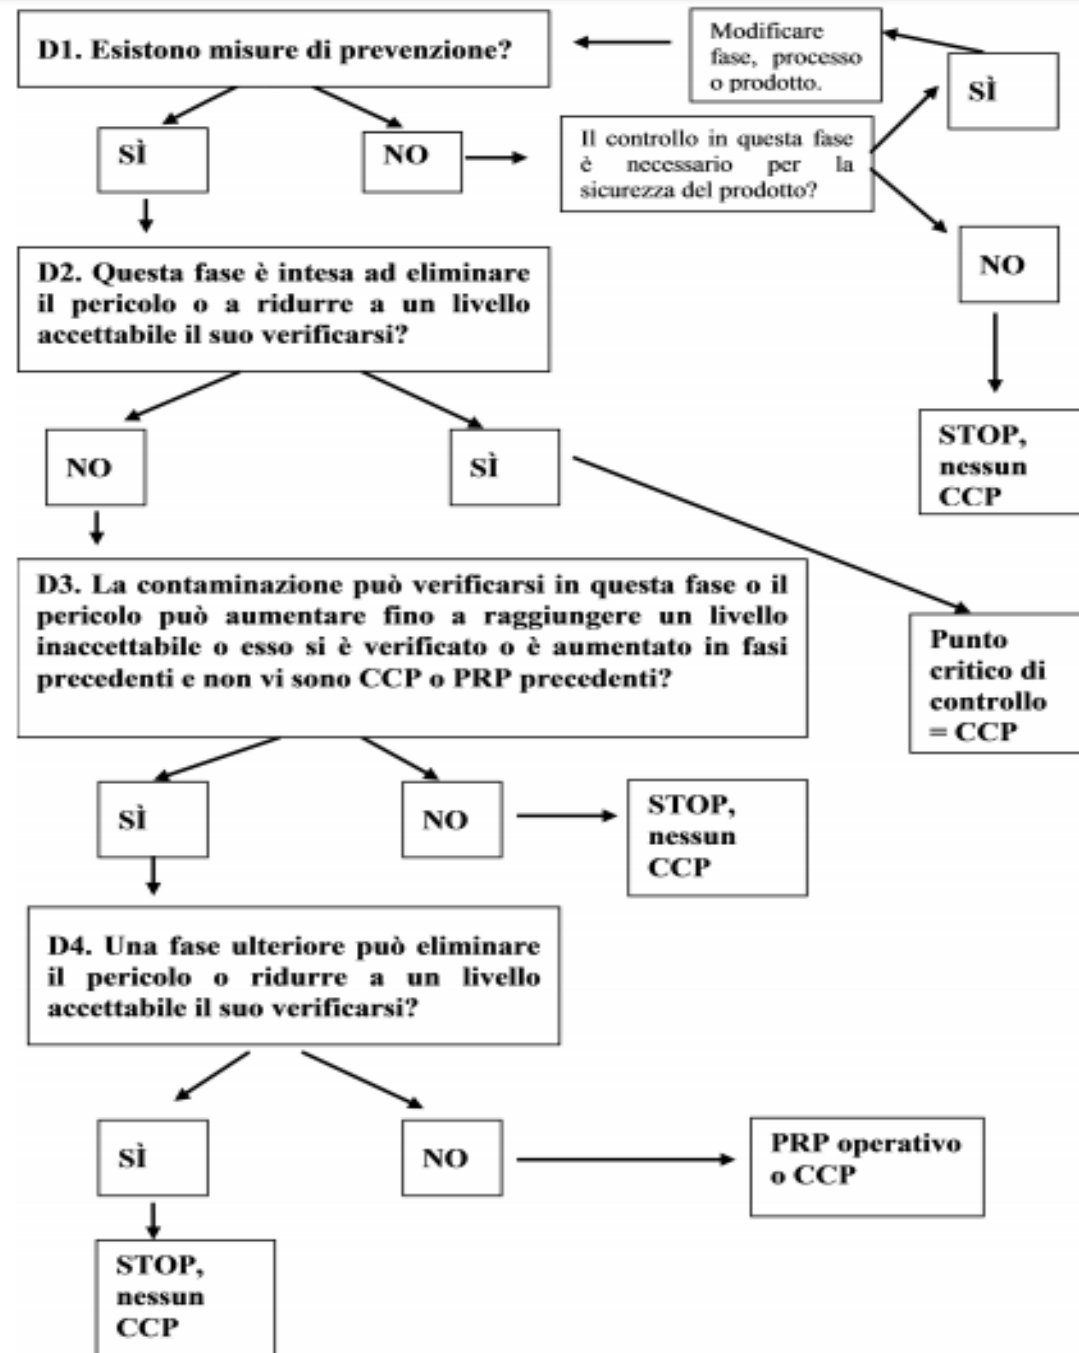 D1. Esistono misure di prevenzione?
Modificare
fase, processo
o prodotto.
SÌ
SÌ
NO
Il controllo in questa fase
è necessario per la
sicurezza del prodotto?
NO
D2. Questa fase è intesa ad eliminare
il pericolo o a ridurre a un livello
accettabile il suo verificarsi?
STOP,
nessun
CCP
NO
SÌ
D3. La contaminazione può verificarsi in questa fase o il
pericolo può aumentare fino a raggiungere un livello
inaccettabile o esso si è verificato o è aumentato in fasi
precedenti e non vi sono CCP o PRP precedenti?
Punto
critico di
controllo
= CCP
SÌ
NO
STOP,
nessun
CCP
D4. Una fase ulteriore può eliminare
il pericolo o ridurre a un livello
accettabile il suo verificarsi?
SÌ
NO
PRP operativo
o CCP
STOP,
nessun
CCP